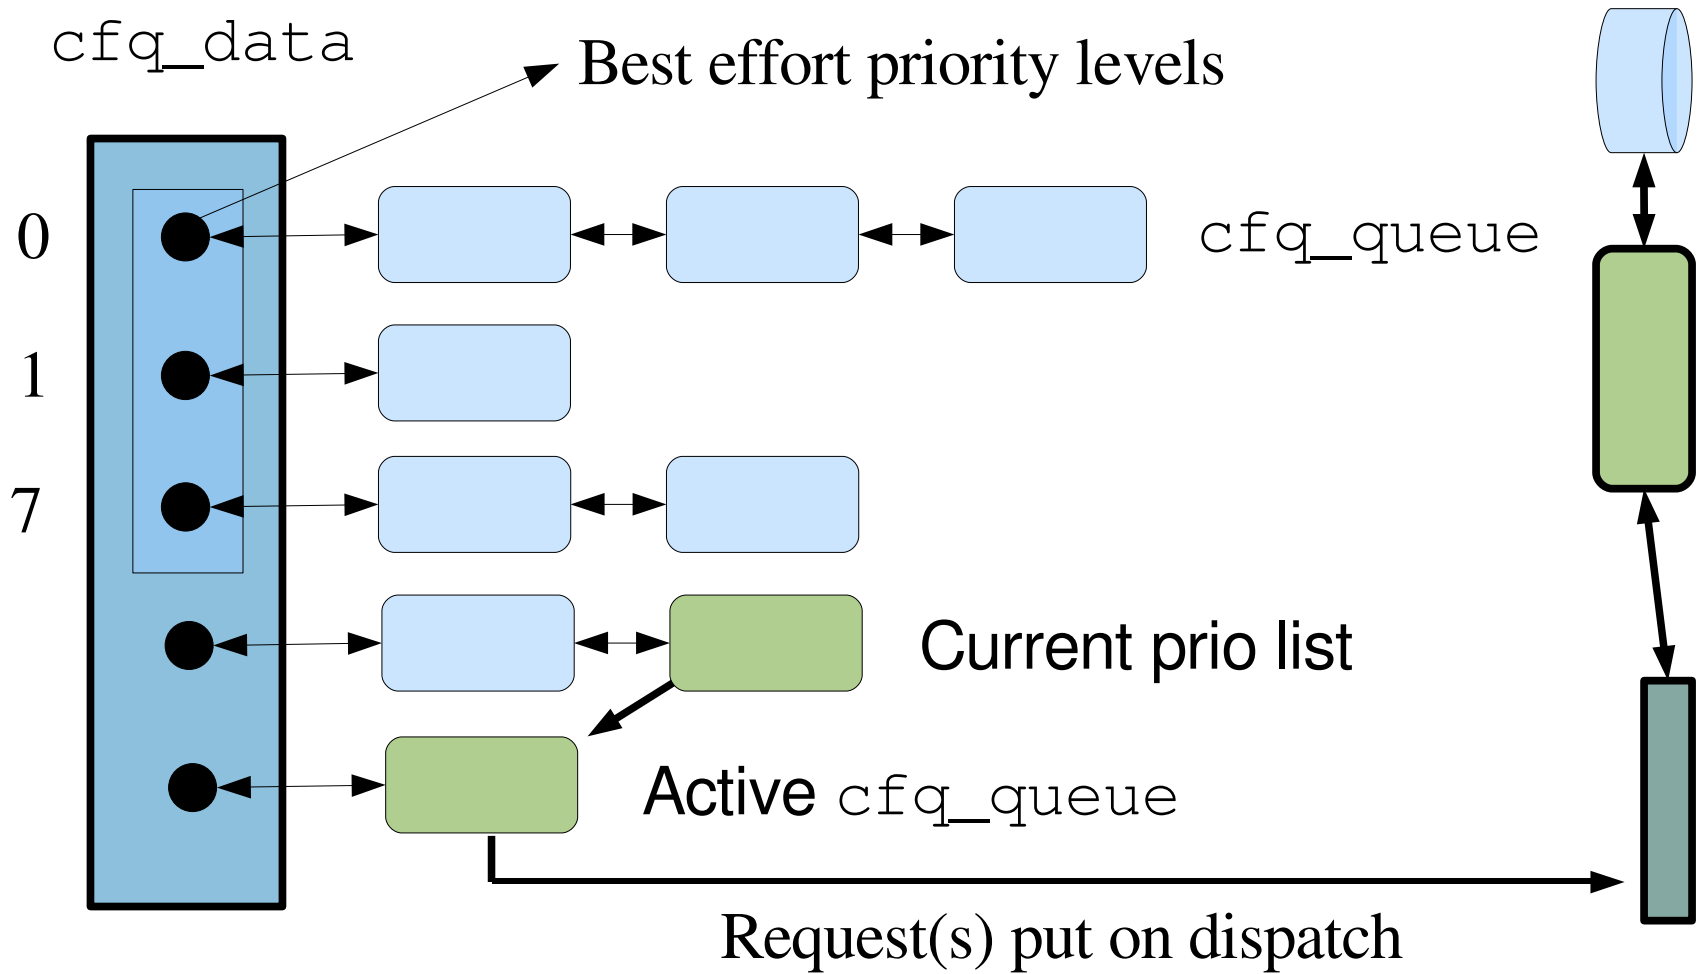 cfq_data
Best effort priority levels
0
cfq_queue
1
7
Current prio list
Active cfq_queue
Request(s) put on dispatch